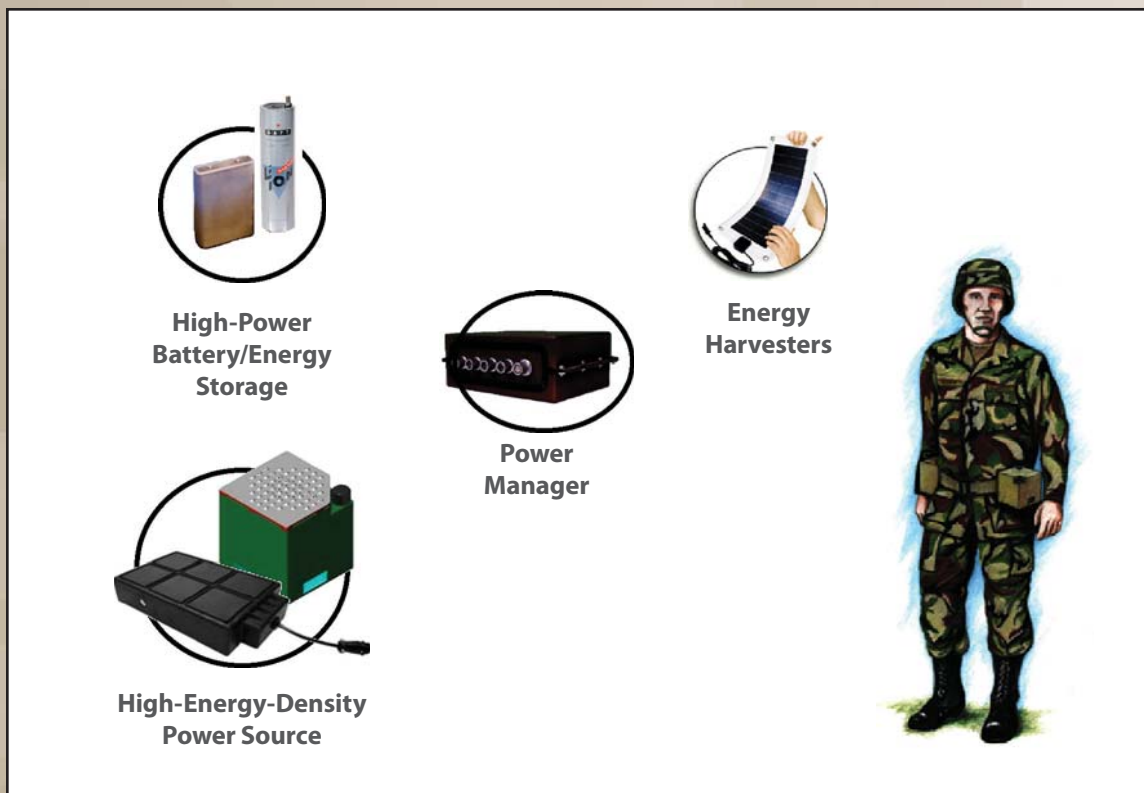 High-Power
Battery/Energy
Storage
Energy
Harvesters
Power
Manager
High-Energy-Density
Power Source